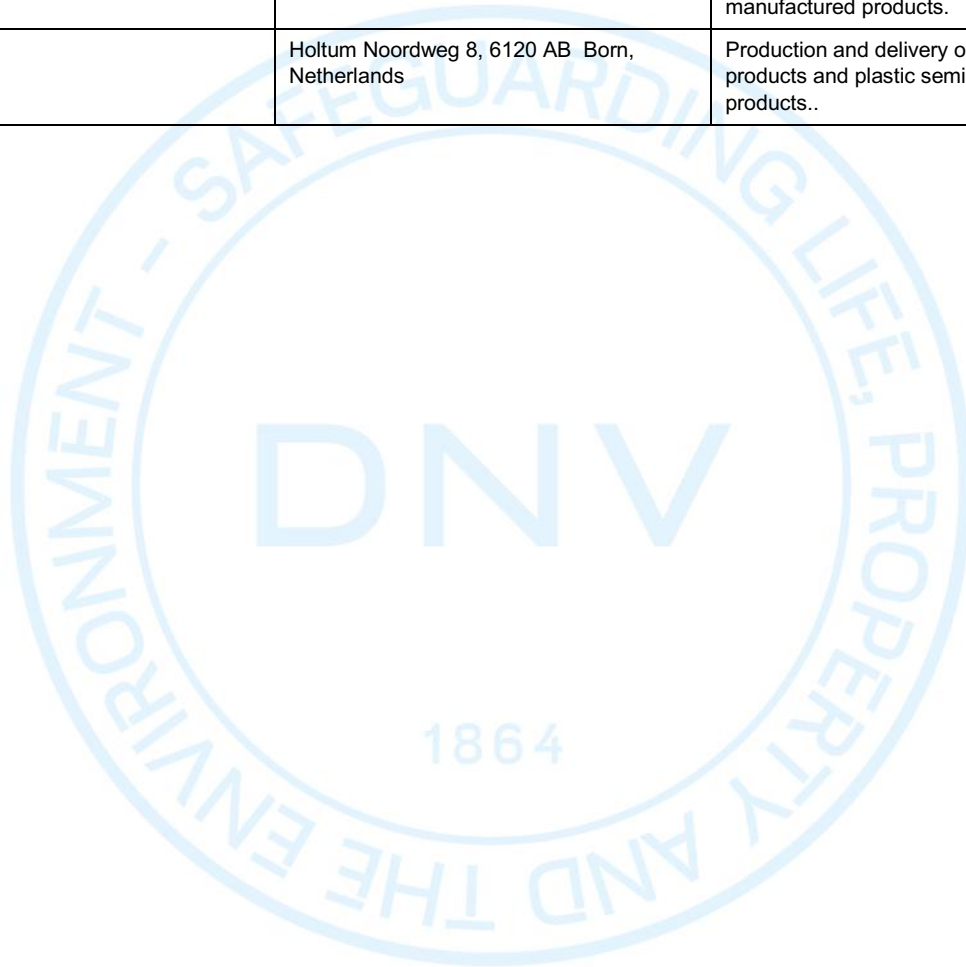 manufactured products.
Holtum Noordweg 8, 6120 AB Born,
Netherlands
Production and delivery o
products and plastic semi
products..
SAFEGUARDING LIFE, PROPERTY AND THE ENVIRONMENT -
DNV
1864